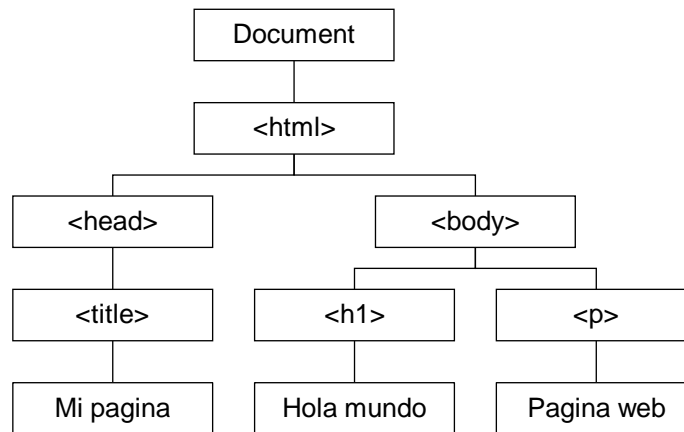 Document
<html>
<head>
<body>
<title>
<h1>
<p>
Mi pagina
Hola mundo
Pagina web